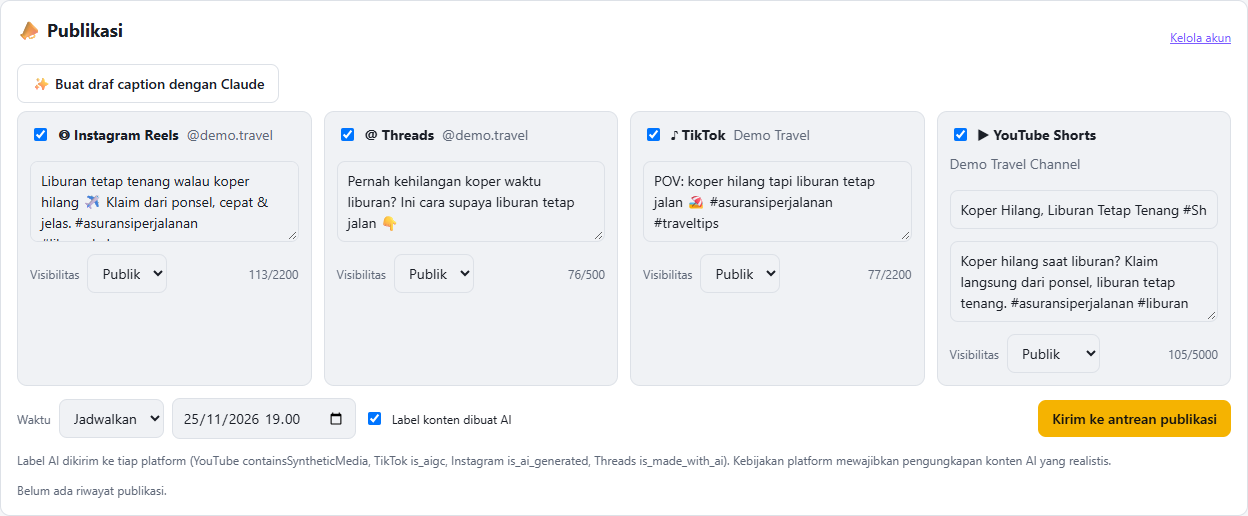 Publikasi
Kelola akun
Buat draf caption dengan Claude
Instagram Reels @demo.travel
Liburan tetap tenang walau koper
hilang ✈️ Klaim dari ponsel, cepat &
jelas. #asuransiperjalanan
Visibilitas Publik 113/2200
@ Threads @demo.travel
Pernah kehilangan koper waktu
liburan? Ini cara supaya liburan tetap
jalan 👇
Visibilitas Publik 76/500
♪ TikTok Demo Travel
POV: koper hilang tapi liburan tetap
jalan 🏖️ #asuransiperjalanan
#traveltips
Visibilitas Publik 77/2200
▶ YouTube Shorts
Demo Travel Channel
Koper Hilang, Liburan Tetap Tenang #Sh
Koper hilang saat liburan? Klaim
langsung dari ponsel, liburan tetap
tenang. #asuransiperjalanan #liburan
Visibilitas Publik 105/5000
Waktu Jadwalkan 25/11/2026 19.00 Label konten dibuat AI
Kirim ke antrean publikasi
Label AI dikirim ke tiap platform (YouTube containsSyntheticMedia, TikTok is_aigc, Instagram is_ai_generated, Threads is_made_with_ai). Kebijakan platform mewajibkan pengungkapan konten AI yang realistis.
Belum ada riwayat publikasi.